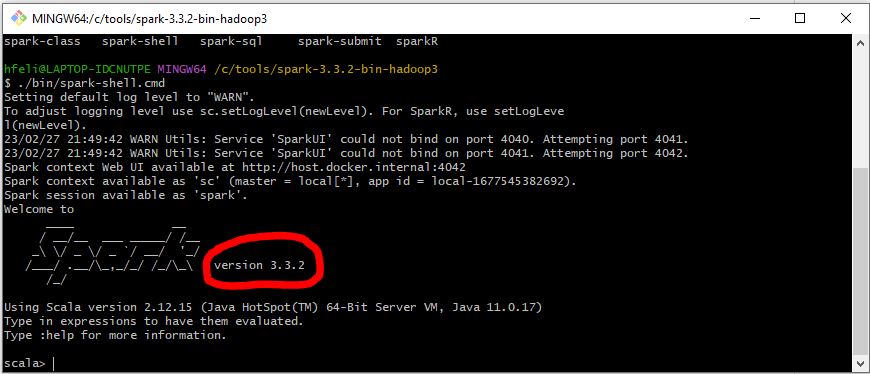 MINGW64:/c/tools/spark-3.3.2-bin-hadoop3
spark-class   spark-shell   spark-sql     spark-submit  sparkR
hfeli@LAPTOP-IDCNUTPE MINGW64 /c/tools/spark-3.3.2-bin-hadoop3
$ ./bin/spark-shell.cmd
Setting default log level to "WARN".
To adjust logging level use sc.setLogLevel(newLevel). For SparkR, use setLogLeve
l(newLevel).
23/02/27 21:49:42 WARN Utils: Service 'SparkUI' could not bind on port 4040. Attempting port 4041.
23/02/27 21:49:42 WARN Utils: Service 'SparkUI' could not bind on port 4041. Attempting port 4042.
Spark context Web UI available at http://host.docker.internal:4042
Spark context available as 'sc' (master = local[*], app id = local-1677545382692).
Spark session available as 'spark'.
Welcome to
Spark version 3.3.2
Using Scala version 2.12.15 (Java HotSpot(TM) 64-Bit Server VM, Java 11.0.17)
Type in expressions to have them evaluated.
Type :help for more information.
scala>